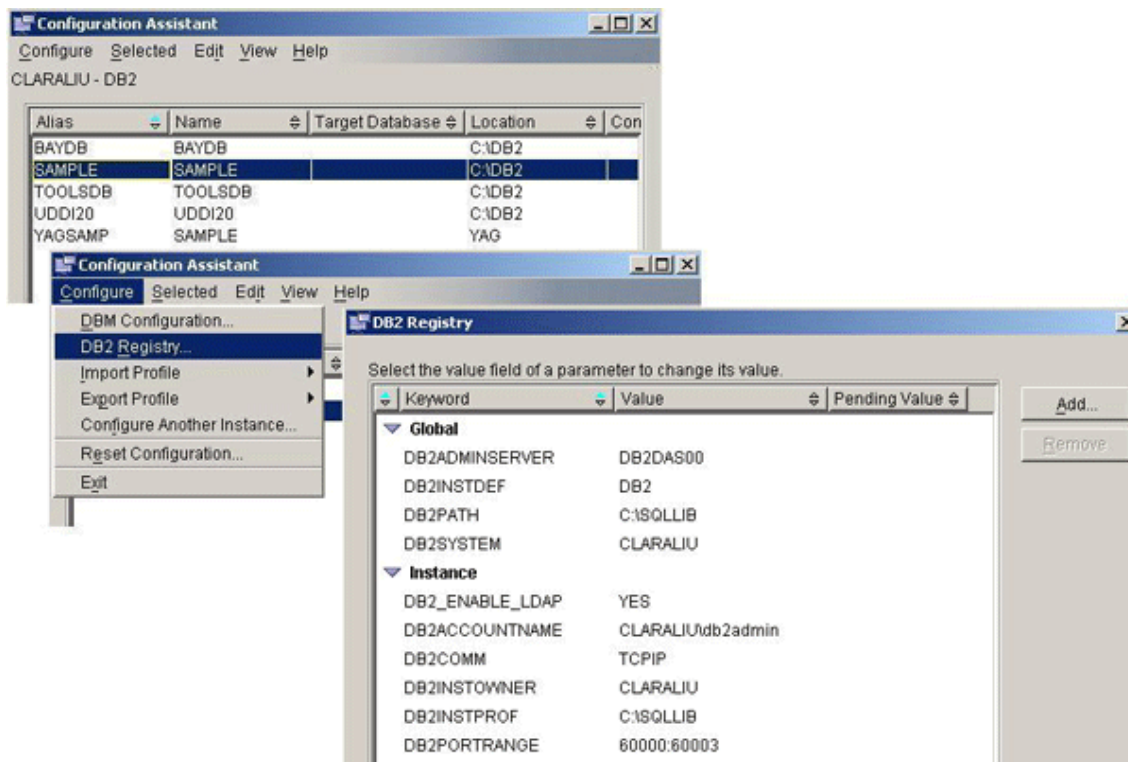 Configuration Assistant
Configure Selected Edit View Help
CLARALIU - DB2
Alias Name Target Database Location Con
BAYDB BAYDB C:\DB2
SAMPLE SAMPLE C:\DB2
TOOLSDB TOOLSDB C:\DB2
UDDI20 UDDI20 C:\DB2
YAGSAMP SAMPLE YAG
Configuration Assistant
Configure Selected Edit View Help
DBM Configuration...
DB2 Registry...
Import Profile
Export Profile
Configure Another Instance...
Reset Configuration...
Exit
DB2 Registry
Select the value field of a parameter to change its value.
Keyword Value Pending Value
Add...
Remove
Global
DB2ADMINSERVER DB2DAS00
DB2INSTDEF DB2
DB2PATH C:\SQLLIB
DB2SYSTEM CLARALIU
Instance
DB2_ENABLE_LDAP YES
DB2ACCOUNTNAME CLARALIU\db2admin
DB2COMM TCPIP
DB2INSTOWNER CLARALIU
DB2INSTPROF C:\SQLLIB
DB2PORTRANGE 60000:60003